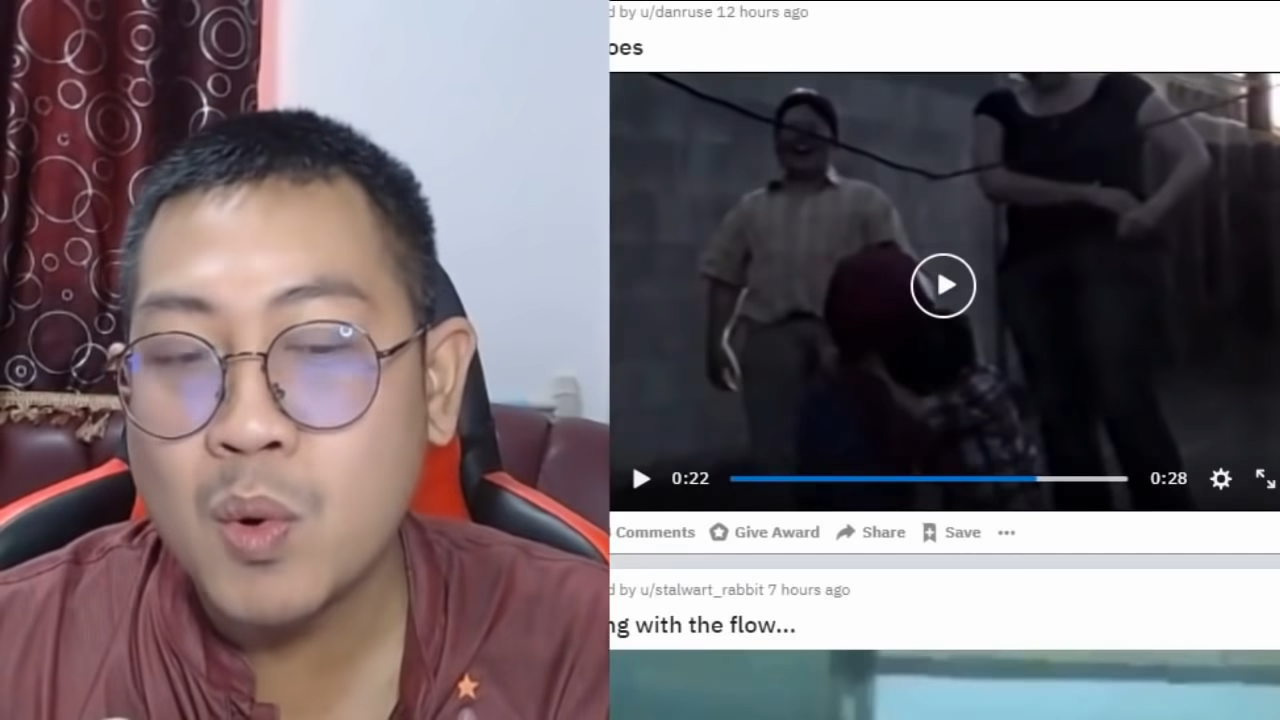 d by u/danruse 12 hours ago
oes
0:22
0:28
Comments Give Award Share Save
d by u/stalwart_rabbit 7 hours ago
ng with the flow...